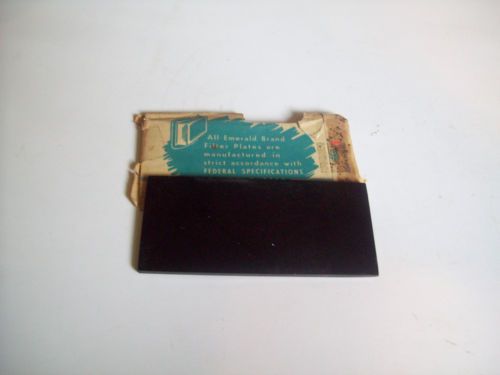 All Emerald Brand
Filter Plates are
manufactured in
strict accordance with
FEDERAL SPECIFICATIONS